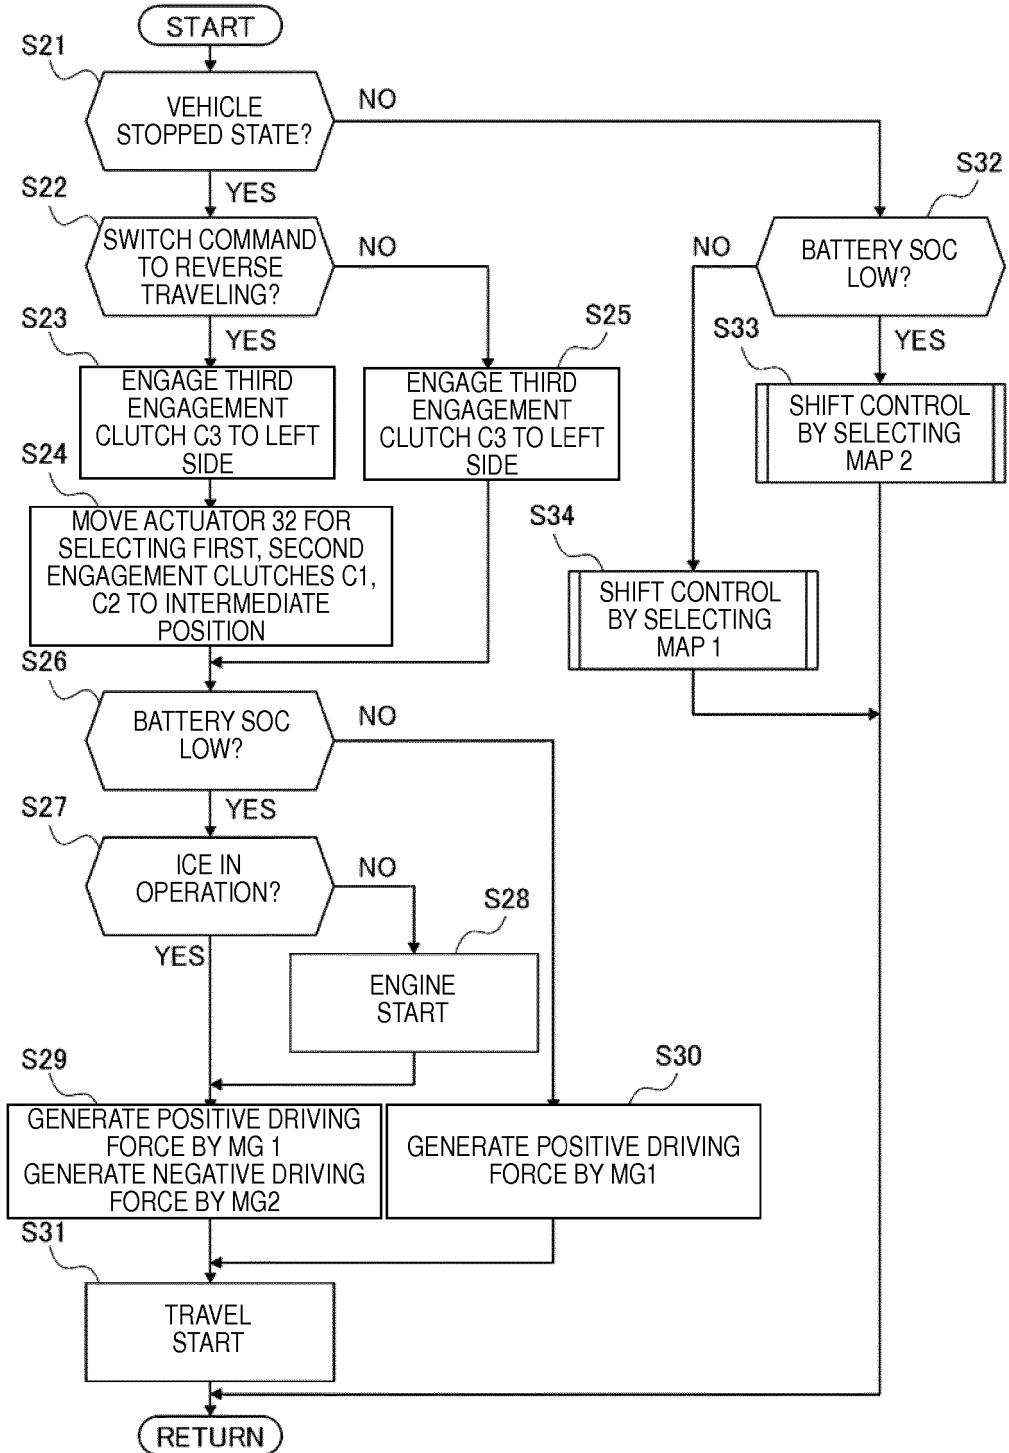 START
S21
VEHICLE
STOPPED STATE?
NO
YES
S22
SWITCH COMMAND
TO REVERSE
TRAVELING?
NO
YES
S32
BATTERY SOC
LOW?
NO
YES
S23
ENGAGE THIRD
ENGAGEMENT
CLUTCH C3 TO LEFT
SIDE
S25
ENGAGE THIRD
ENGAGEMENT
CLUTCH C3 TO LEFT
SIDE
S33
SHIFT CONTROL
BY SELECTING
MAP 2
S24
MOVE ACTUATOR 32 FOR
SELECTING FIRST, SECOND
ENGAGEMENT CLUTCHES C1,
C2 TO INTERMEDIATE
POSITION
S34
SHIFT CONTROL
BY SELECTING
MAP 1
S26
BATTERY SOC
LOW?
NO
YES
S27
ICE IN
OPERATION?
NO
YES
S28
ENGINE
START
S29
GENERATE POSITIVE DRIVING
FORCE BY MG 1
GENERATE NEGATIVE DRIVING
FORCE BY MG2
S30
GENERATE POSITIVE DRIVING
FORCE BY MG1
S31
TRAVEL
START
RETURN